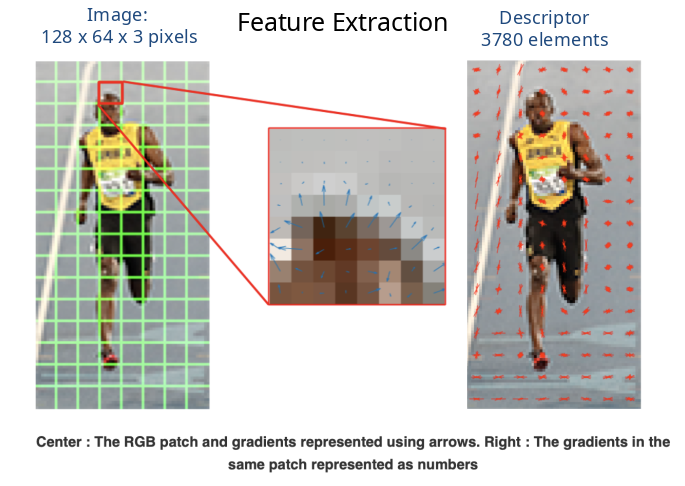 Image:
128 x 64 x 3 pixels
Feature Extraction
Descriptor
3780 elements
Center : The RGB patch and gradients represented using arrows. Right : The gradients in the
same patch represented as numbers